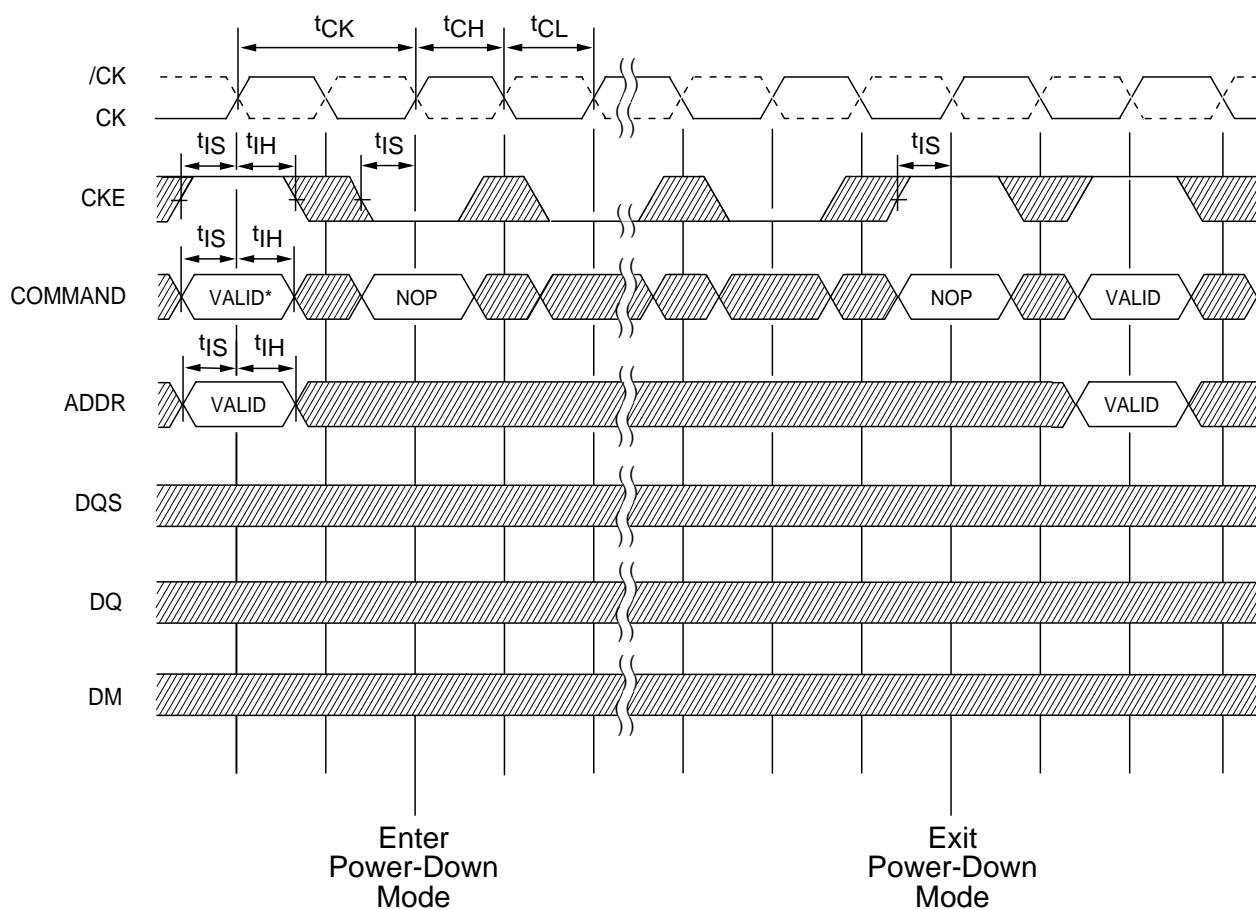 tCK tCH tCL
/CK
CK
tIS tIH tIS tIS
CKE
tIS tIH
COMMAND VALID* NOP NOP VALID
tIS tIH
ADDR VALID VALID
DQS
DQ
DM
Enter
Power-Down
Mode
Exit
Power-Down
Mode